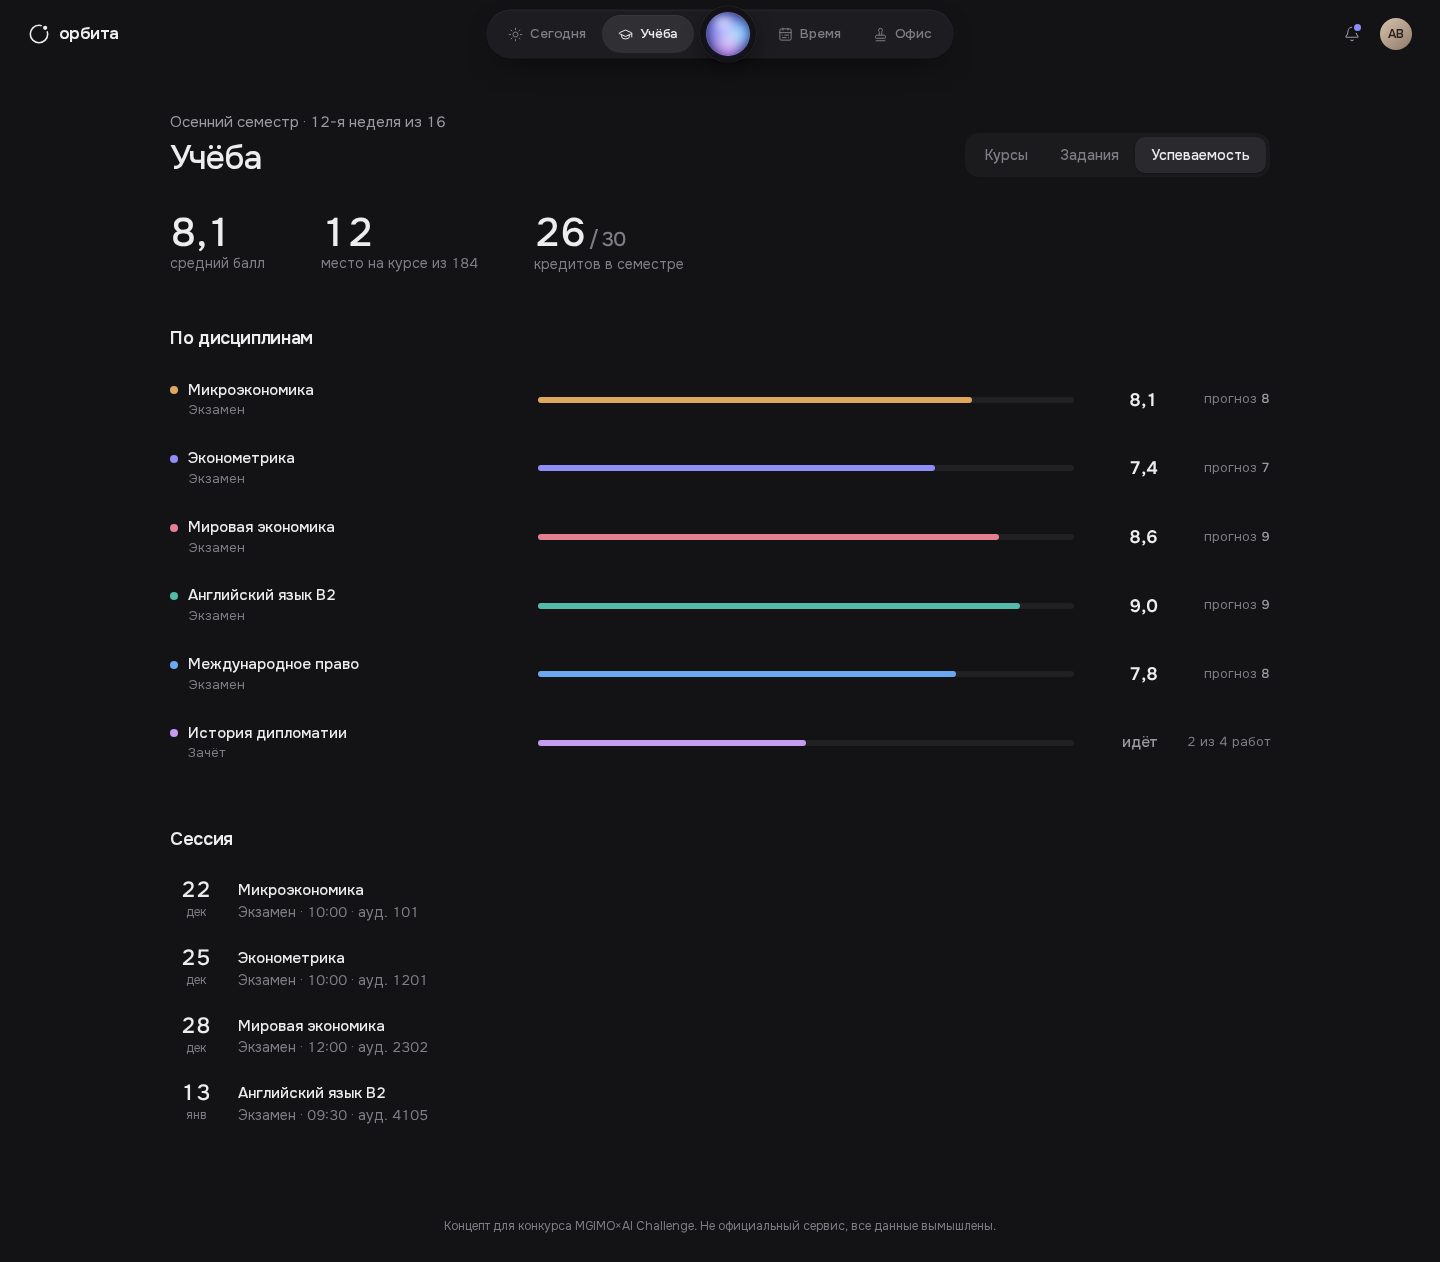 орбита
Сегодня
Учёба
Время
Офис
АВ
Осенний семестр · 12-я неделя из 16
Учёба
Курсы
Задания
Успеваемость
8,1
средний балл
12
место на курсе из 184
26 / 30
кредитов в семестре
По дисциплинам
Микроэкономика
Экзамен
8,1
прогноз 8
Эконометрика
Экзамен
7,4
прогноз 7
Мировая экономика
Экзамен
8,6
прогноз 9
Английский язык B2
Экзамен
9,0
прогноз 9
Международное право
Экзамен
7,8
прогноз 8
История дипломатии
Зачёт
идёт
2 из 4 работ
Сессия
22
дек
Микроэкономика
Экзамен · 10:00 · ауд. 101
25
дек
Эконометрика
Экзамен · 10:00 · ауд. 1201
28
дек
Мировая экономика
Экзамен · 12:00 · ауд. 2302
13
янв
Английский язык B2
Экзамен · 09:30 · ауд. 4105
Концепт для конкурса MGIMO×AI Challenge. Не официальный сервис, все данные вымышлены.